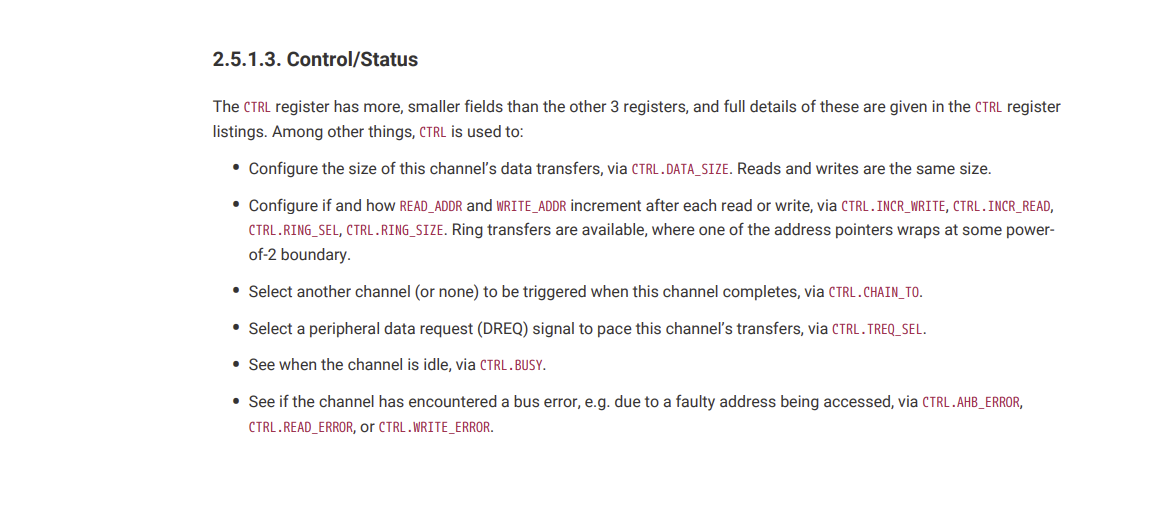 2.5.1.3. Control/Status
The CTRL register has more, smaller fields than the other 3 registers, and full details of these are given in the CTRL register
listings. Among other things, CTRL is used to:
• Configure the size of this channel’s data transfers, via CTRL.DATA_SIZE. Reads and writes are the same size.
• Configure if and how READ_ADDR and WRITE_ADDR increment after each read or write, via CTRL.INCR_WRITE, CTRL.INCR_READ,
CTRL.RING_SEL, CTRL.RING_SIZE. Ring transfers are available, where one of the address pointers wraps at some power-
of-2 boundary.
• Select another channel (or none) to be triggered when this channel completes, via CTRL.CHAIN_TO.
• Select a peripheral data request (DREQ) signal to pace this channel’s transfers, via CTRL.TREQ_SEL.
• See when the channel is idle, via CTRL.BUSY.
• See if the channel has encountered a bus error, e.g. due to a faulty address being accessed, via CTRL.AHB_ERROR,
CTRL.READ_ERROR, or CTRL.WRITE_ERROR.